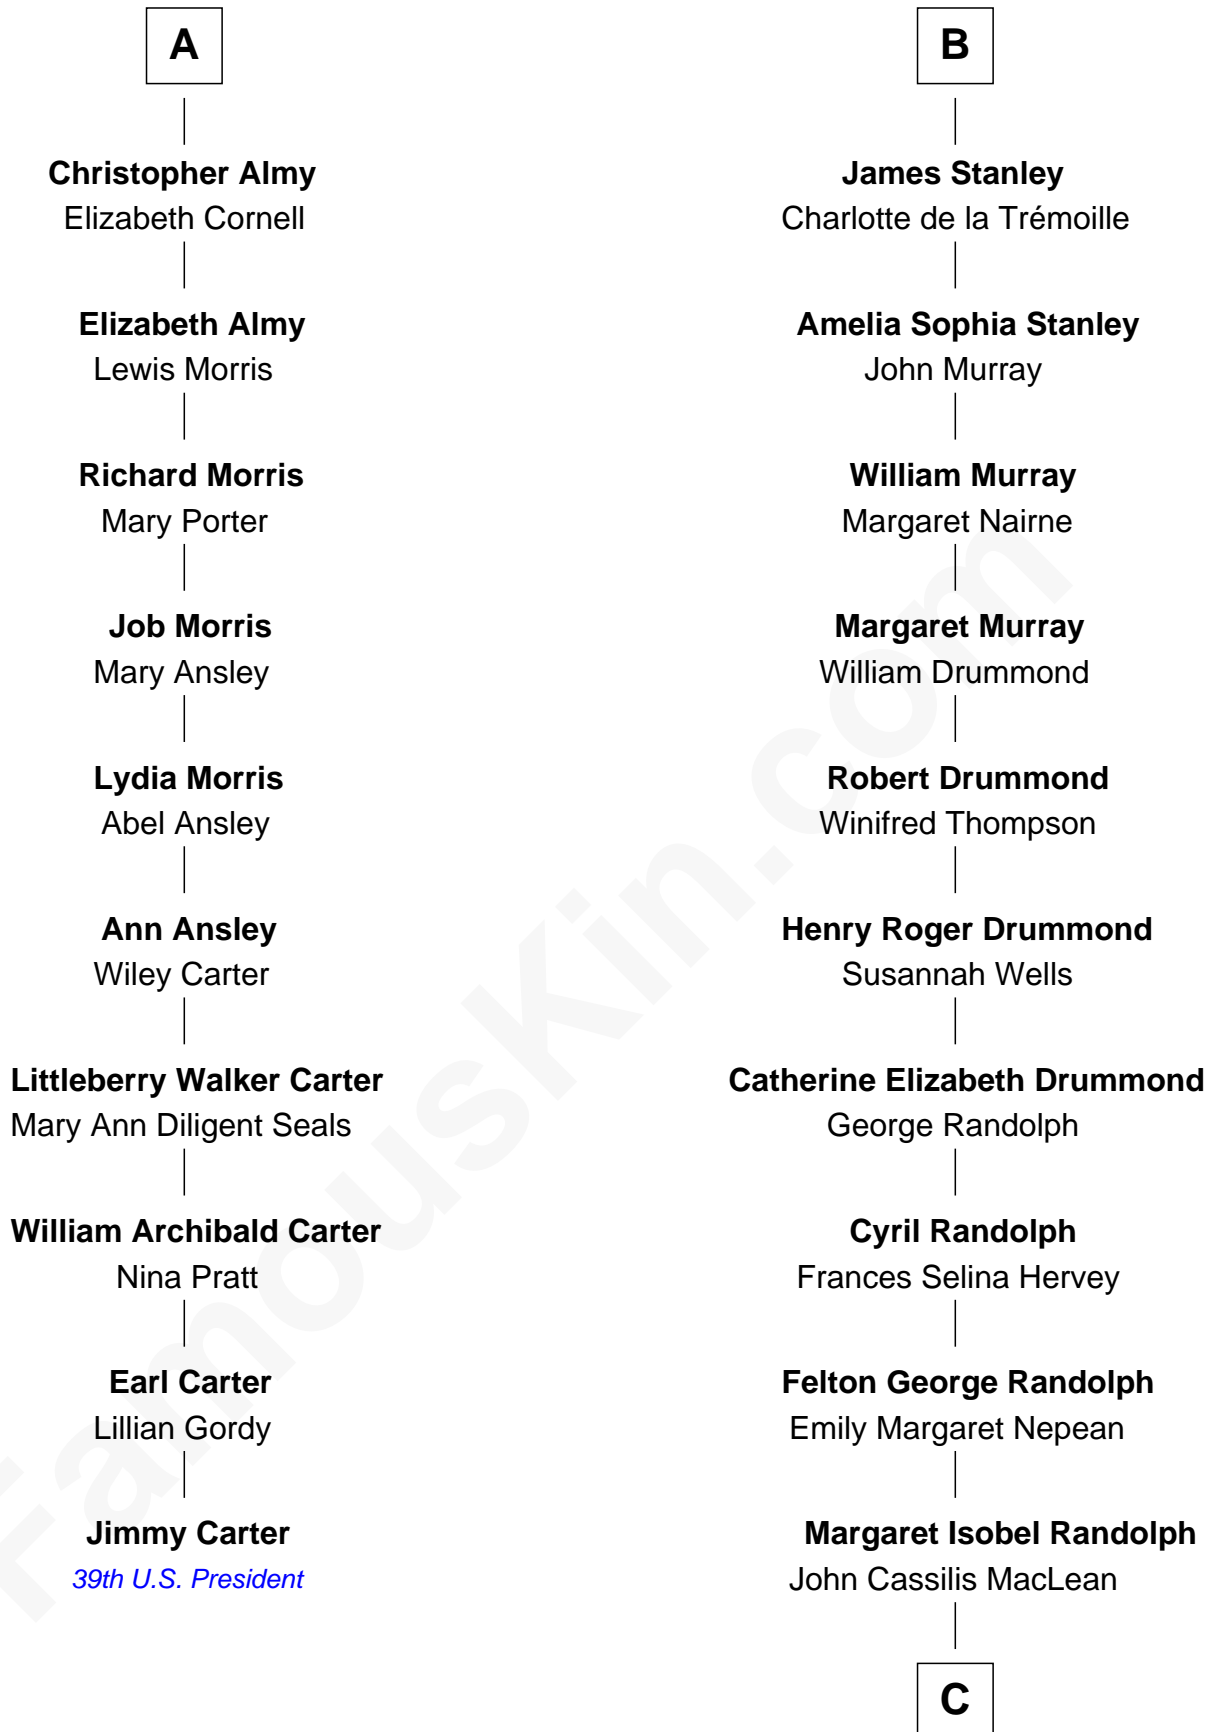 A
Christopher Almy
Elizabeth Cornell
Elizabeth Almy
Lewis Morris
Richard Morris
Mary Porter
Job Morris
Mary Ansley
Lydia Morris
Abel Ansley
Ann Ansley
Wiley Carter
Littleberry Walker Carter
Mary Ann Diligent Seals
William Archibald Carter
Nina Pratt
Earl Carter
Lillian Gordy
Jimmy Carter
39th U.S. President
B
James Stanley
Charlotte de la Trémoille
Amelia Sophia Stanley
John Murray
William Murray
Margaret Nairne
Margaret Murray
William Drummond
Robert Drummond
Winifred Thompson
Henry Roger Drummond
Susannah Wells
Catherine Elizabeth Drummond
George Randolph
Cyril Randolph
Frances Selina Hervey
Felton George Randolph
Emily Margaret Nepean
Margaret Isobel Randolph
John Cassilis MacLean
C
FamousKin.com